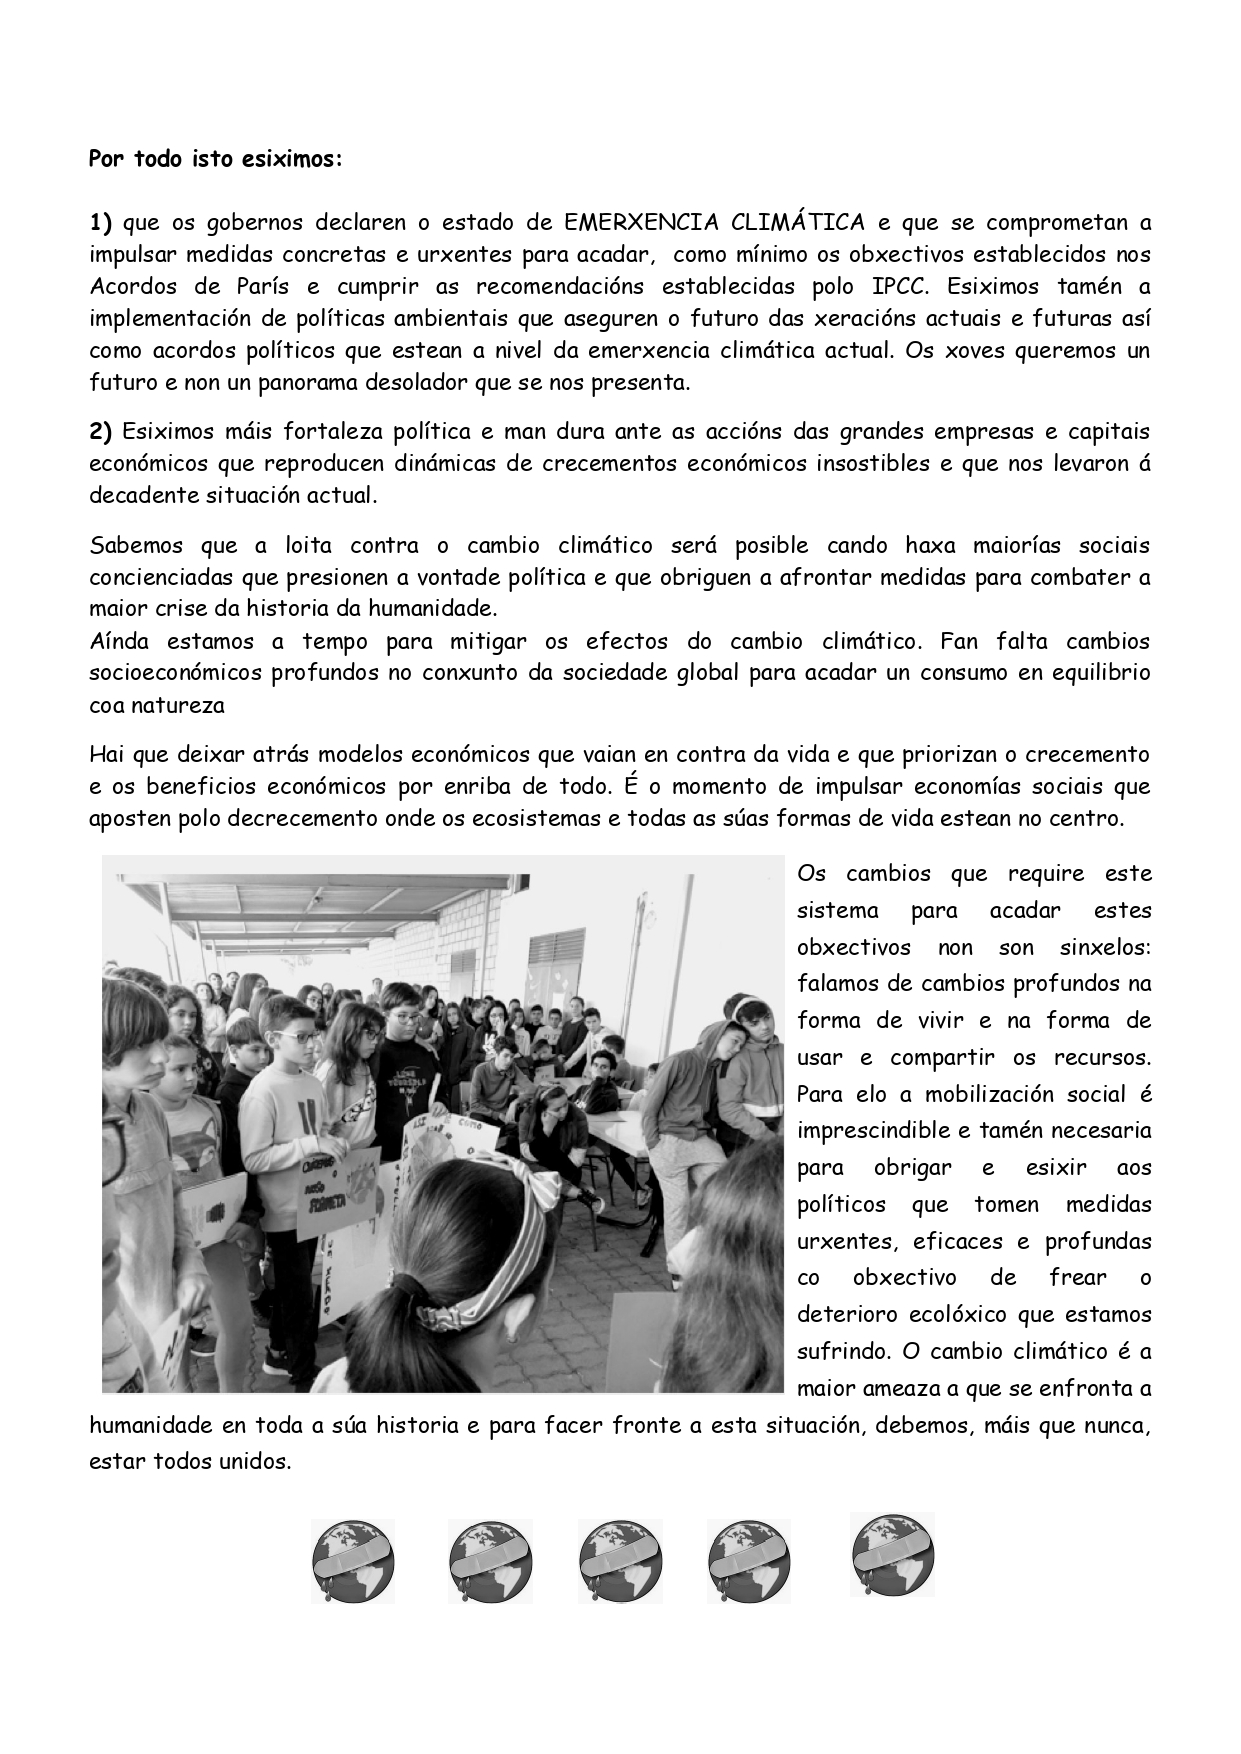 Por todo isto esiximos:
1) que os gobernos declaren o estado de EMERXENCIA CLIMÁTICA e que se comprometan a
impulsar medidas concretas e urxentes para acadar, como mínimo os obxectivos establecidos nos
Acordos de París e cumprir as recomendacións establecidas polo IPCC. Esiximos tamén a
implementación de políticas ambientais que aseguren o futuro das xeracións actuais e futuras así
como acordos políticos que estean a nivel da emerxencia climática actual. Os xoves queremos un
futuro e non un panorama desolador que se nos presenta.
2) Esiximos máis fortaleza política e man dura ante as accións das grandes empresas e capitais
económicos que reproducen dinámicas de crecementos económicos insostibles e que nos levaron á
decadente situación actual.
Sabemos que a loita contra o cambio climático será posible cando haxa maiorías sociais
concienciadas que presionen a vontade política e que obriguen a afrontar medidas para combater a
maior crise da historia da humanidade.
Aínda estamos a tempo para mitigar os efectos do cambio climático. Fan falta cambios
socioeconómicos profundos no conxunto da sociedade global para acadar un consumo en equilibrio
coa natureza
Hai que deixar atrás modelos económicos que vaian en contra da vida e que priorizan o crecemento
e os beneficios económicos por enriba de todo. É o momento de impulsar economías sociais que
aposten polo decrecemento onde os ecosistemas e todas as súas formas de vida estean no centro.
Os cambios que require este
sistema para acadar estes
obxectivos non son sinxelos:
falamos de cambios profundos na
forma de vivir e na forma de
usar e compartir os recursos.
Para elo a mobilización social é
imprescindible e tamén necesaria
para obrigar e esixir aos
políticos que tomen medidas
urxentes, eficaces e profundas
co obxectivo de frear o
deterioro ecolóxico que estamos
sufrindo. O cambio climático é a
maior ameaza a que se enfronta a
humanidade en toda a súa historia e para facer fronte a esta situación, debemos, máis que nunca,
estar todos unidos.